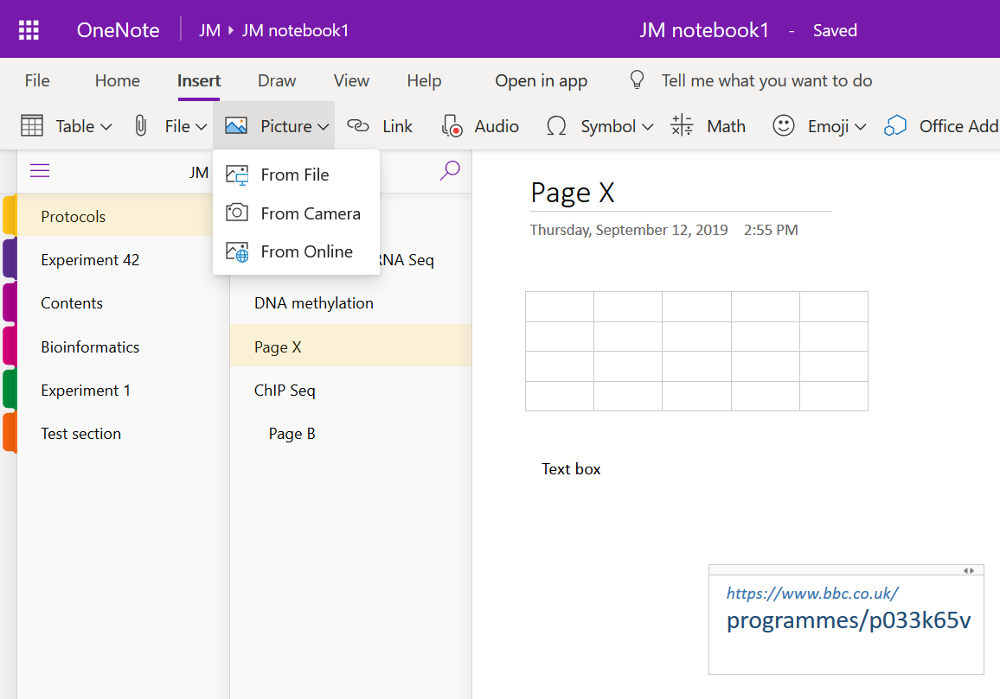 OneNote JM JM notebook1 JM notebook1 - Saved
File Home Insert Draw View Help Open in app Tell me what you want to do
Table File Picture Link Audio Symbol Math Emoji Office Add
JM
From File
From Camera
From Online
Protocols
Experiment 42
Contents
Bioinformatics
Experiment 1
Test section
RNA Seq
DNA methylation
Page X
ChIP Seq
Page B
Page X
Thursday, September 12, 2019 2:55 PM
Text box
https://www.bbc.co.uk/
programmes/p033k65v